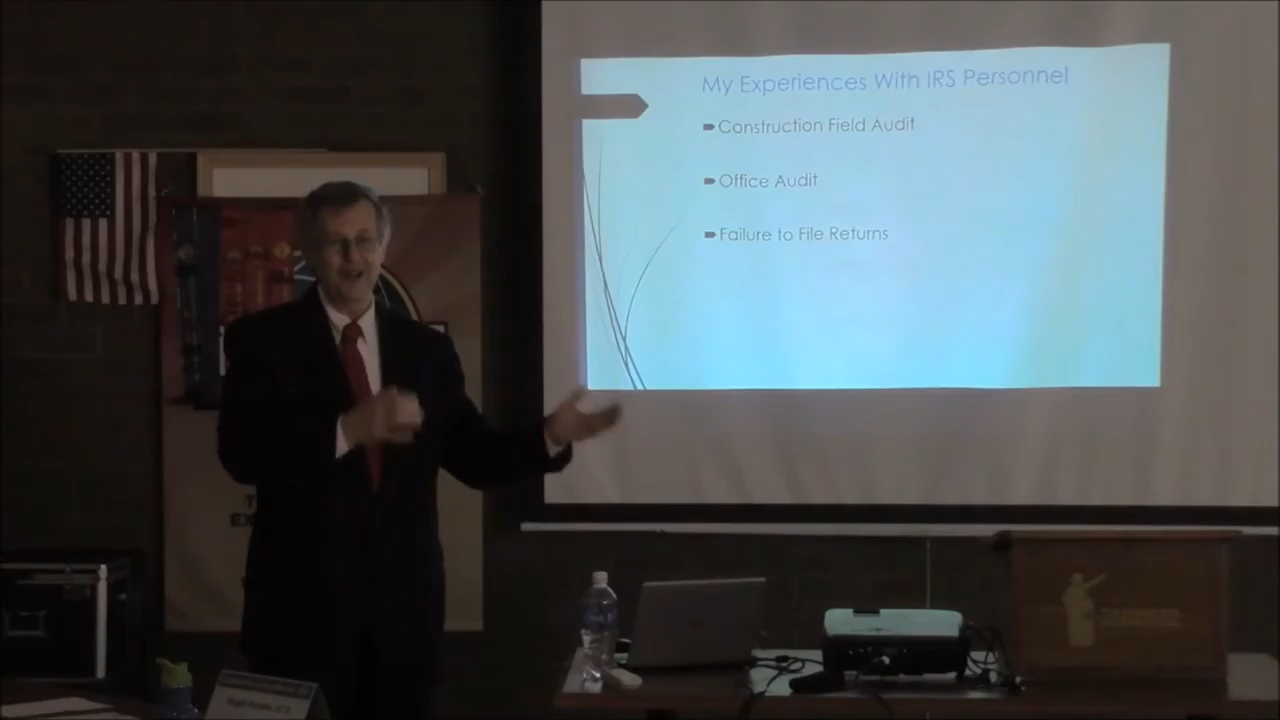 My Experiences With IRS Personnel
Construction Field Audit
Office Audit
Failure to File Returns